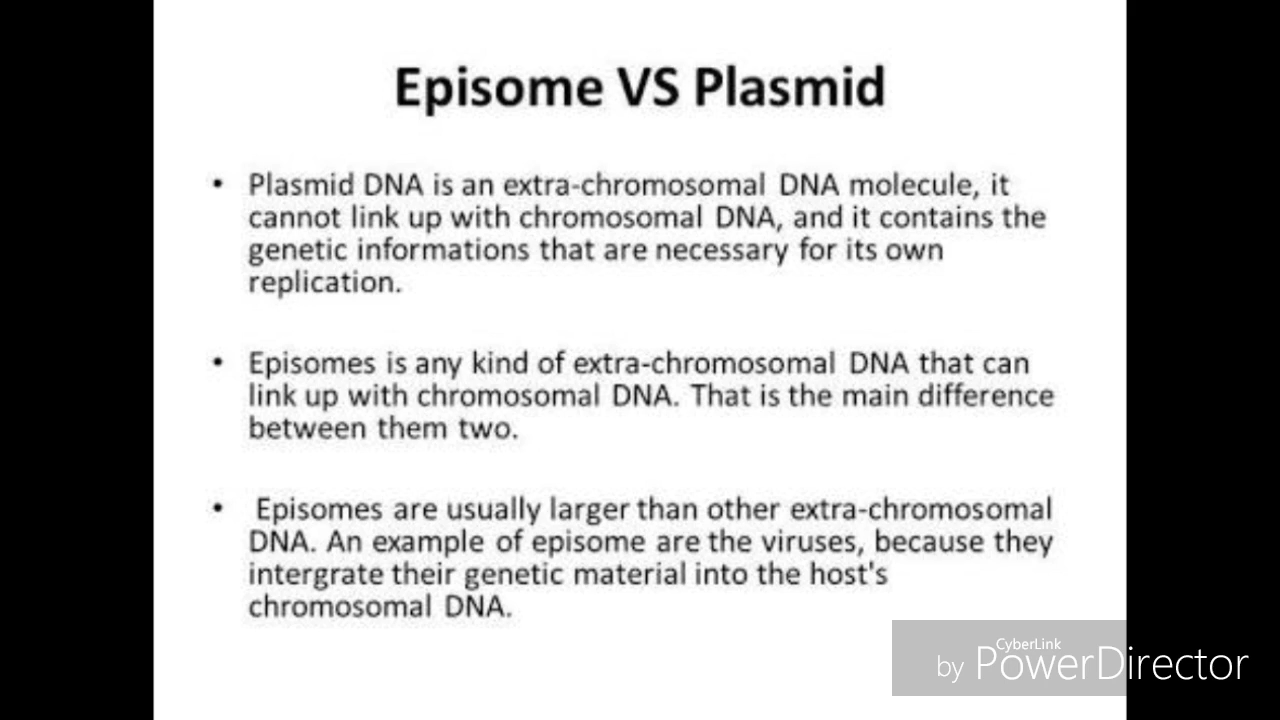 Episome VS Plasmid
• Plasmid DNA is an extra-chromosomal DNA molecule, it
cannot link up with chromosomal DNA, and it contains the
genetic informations that are necessary for its own
replication.
• Episomes is any kind of extra-chromosomal DNA that can
link up with chromosomal DNA. That is the main difference
between them two.
• Episomes are usually larger than other extra-chromosomal
DNA. An example of episome are the viruses, because they
intergrate their genetic material into the host's
chromosomal DNA.
CyberLink
by PowerDirector